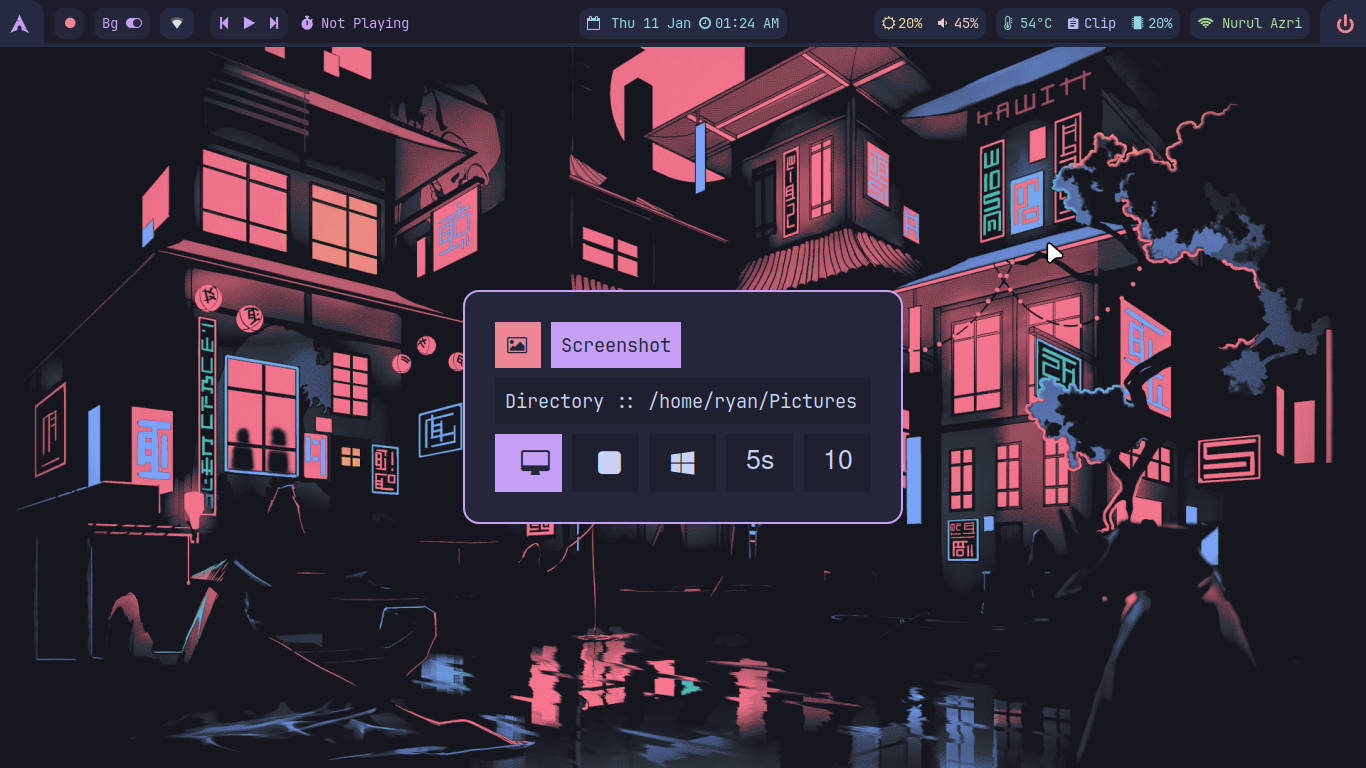 Bg
Not Playing
Thu 11 Jan 01:24 AM
20%
45%
54°C
Clip
20%
Nurul Azri
KAWITT
Screenshot
Directory :: /home/ryan/Pictures
5s
10